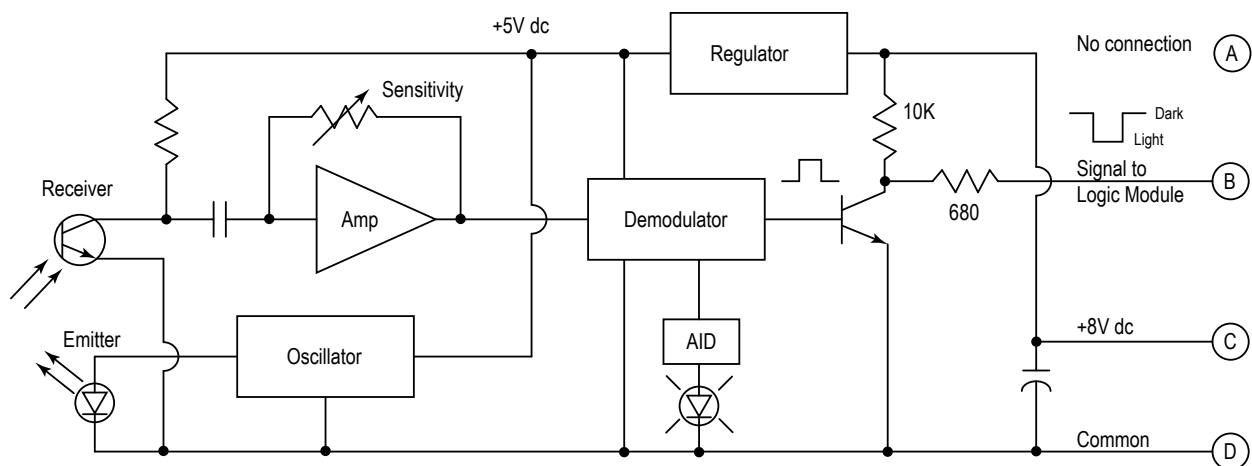 +5V dc
Regulator
No connection
A
Sensitivity
10K
Dark
Light
Receiver
Amp
Demodulator
680
Signal to
Logic Module
B
Emitter
Oscillator
AID
+8V dc
C
Common
D